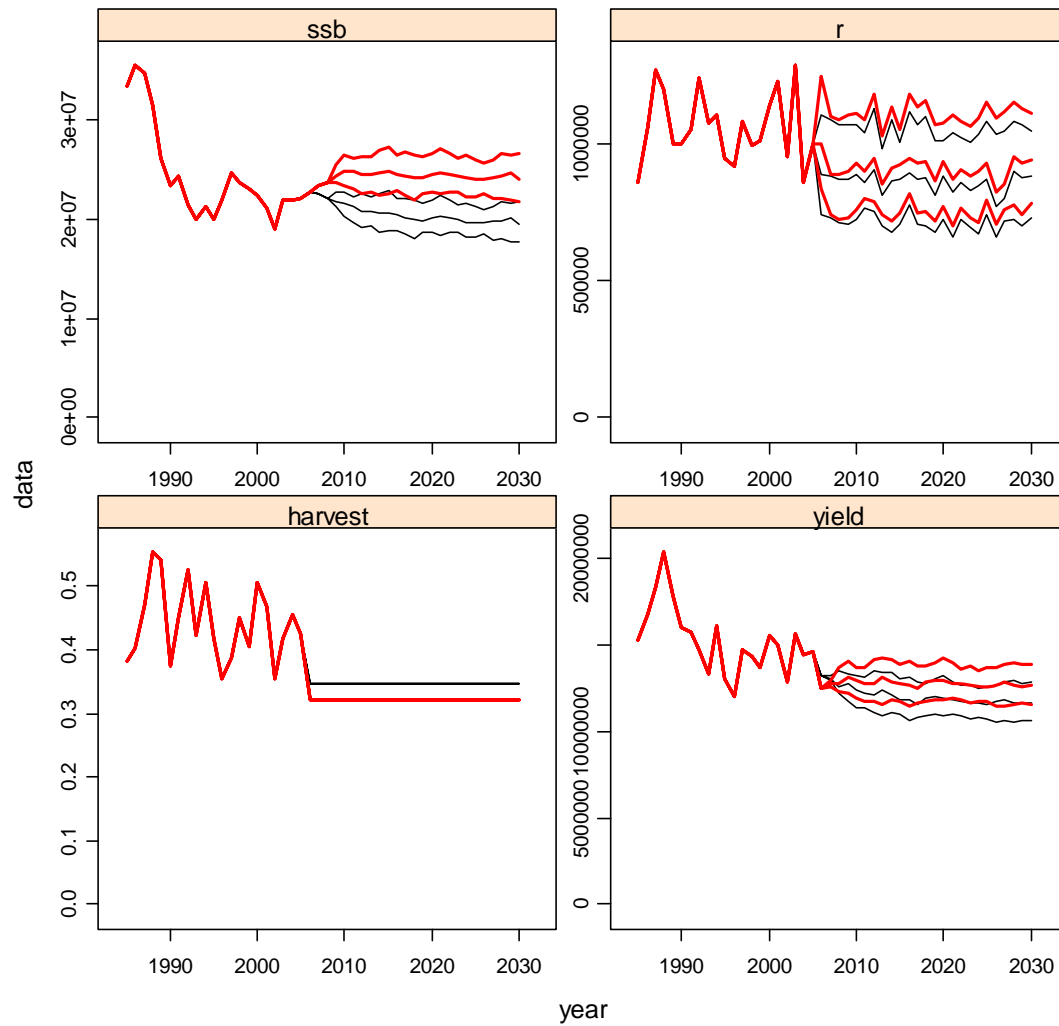 ssb
r
0e+00 1e+07 2e+07 3e+07
0 500000 1000000
1990 2000 2010 2020 2030
1990 2000 2010 2020 2030
data
harvest
yield
0.0 0.1 0.2 0.3 0.4 0.5
0 5000000 10000000 20000000
1990 2000 2010 2020 2030
1990 2000 2010 2020 2030
year